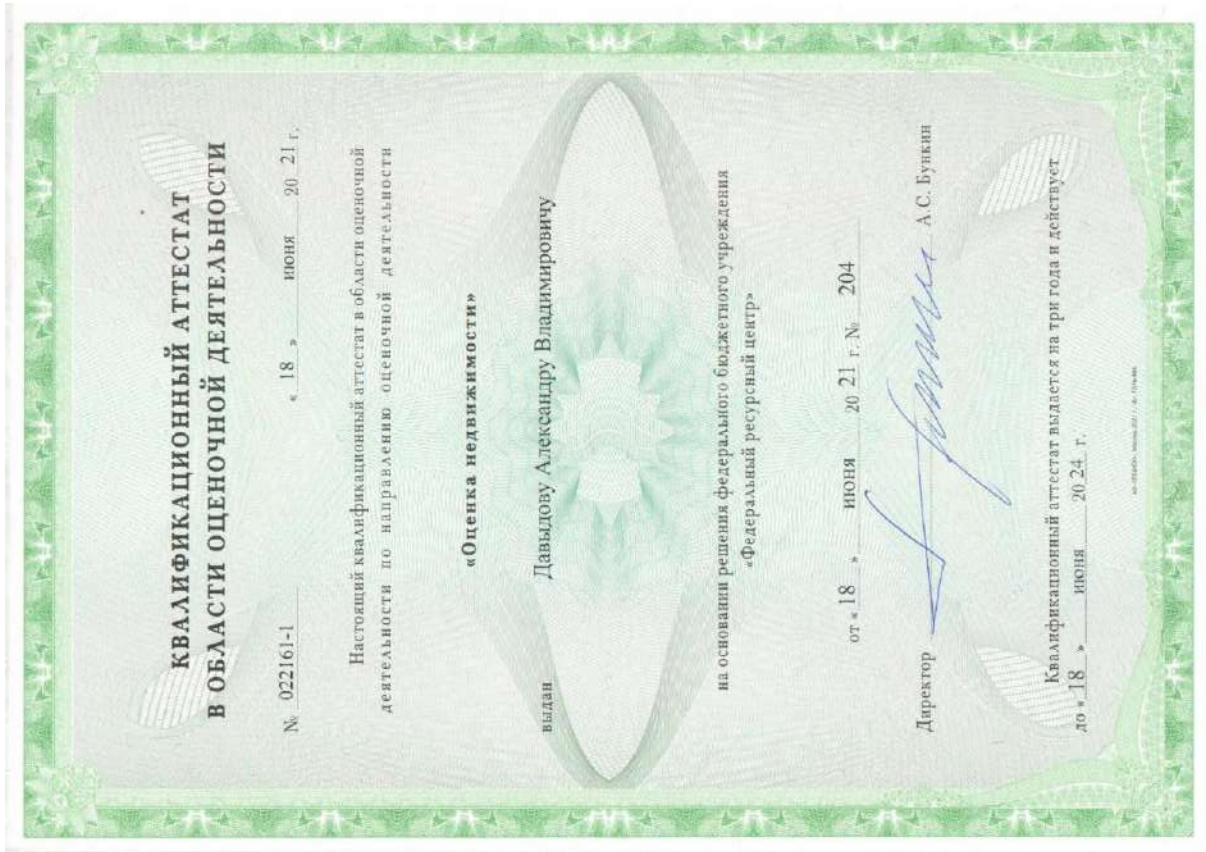 КВАЛИФИКАЦИОННЫЙ АТТЕСТАТ
В ОБЛАСТИ ОЦЕНОЧНОЙ ДЕЯТЕЛЬНОСТИ
№ 022161-1 « 18 » июня 20 21 г.
Настоящий квалификационный аттестат в области оценочной
деятельности по направлению оценочной деятельности
«Оценка недвижимости»
выдан Давыдову Александру Владимировичу
на основании решения федерального бюджетного учреждения
«Федеральный ресурсный центр»
от « 18 » июня 20 21 г. № 204
Директор А.С. Бункин
Квалификационный аттестат выдается на три года и действует
до « 18 » июня 20 24 г.